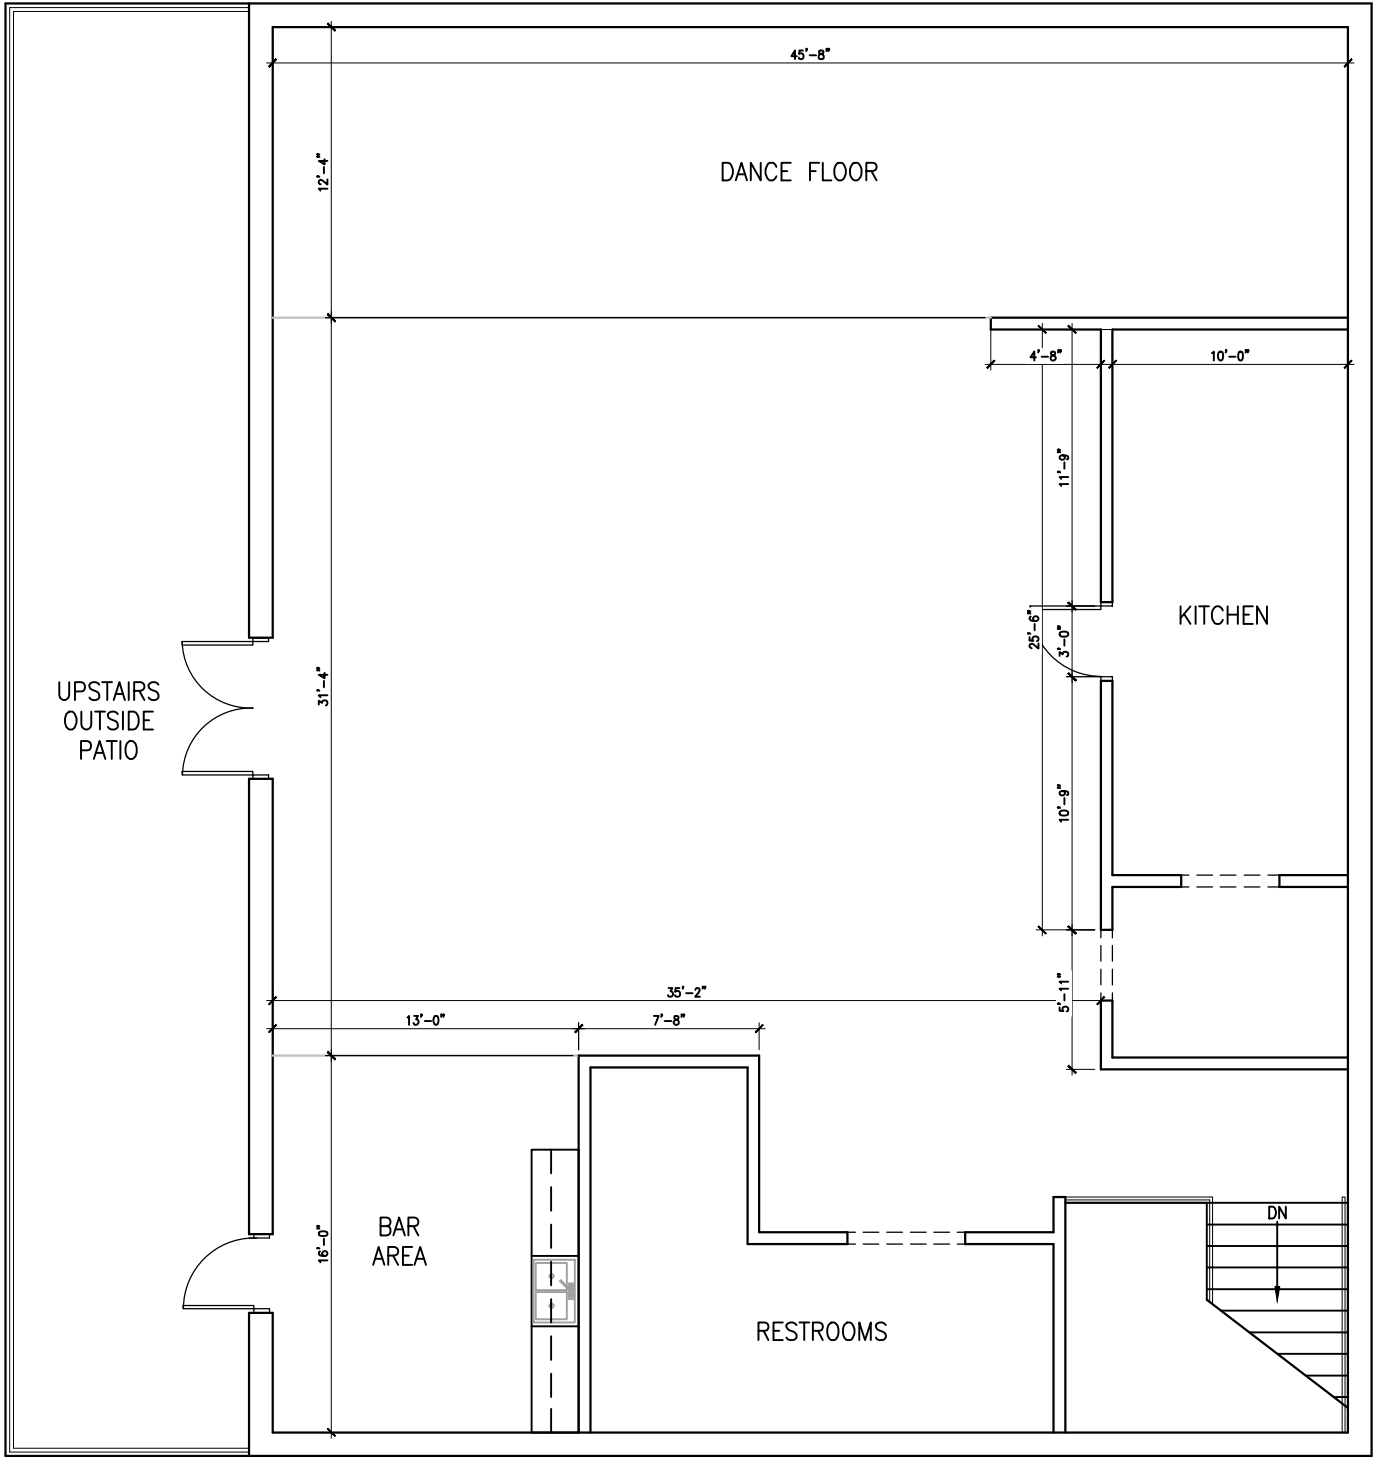 45'-8"
12'-4"
DANCE FLOOR
4'-8"
10'-0"
11'-9"
KITCHEN
25'-6"
3'-0"
31'-4"
UPSTAIRS
OUTSIDE
PATIO
10'-9"
35'-2"
5'-11"
13'-0"
7'-8"
DN
BAR
AREA
16'-0"
RESTROOMS